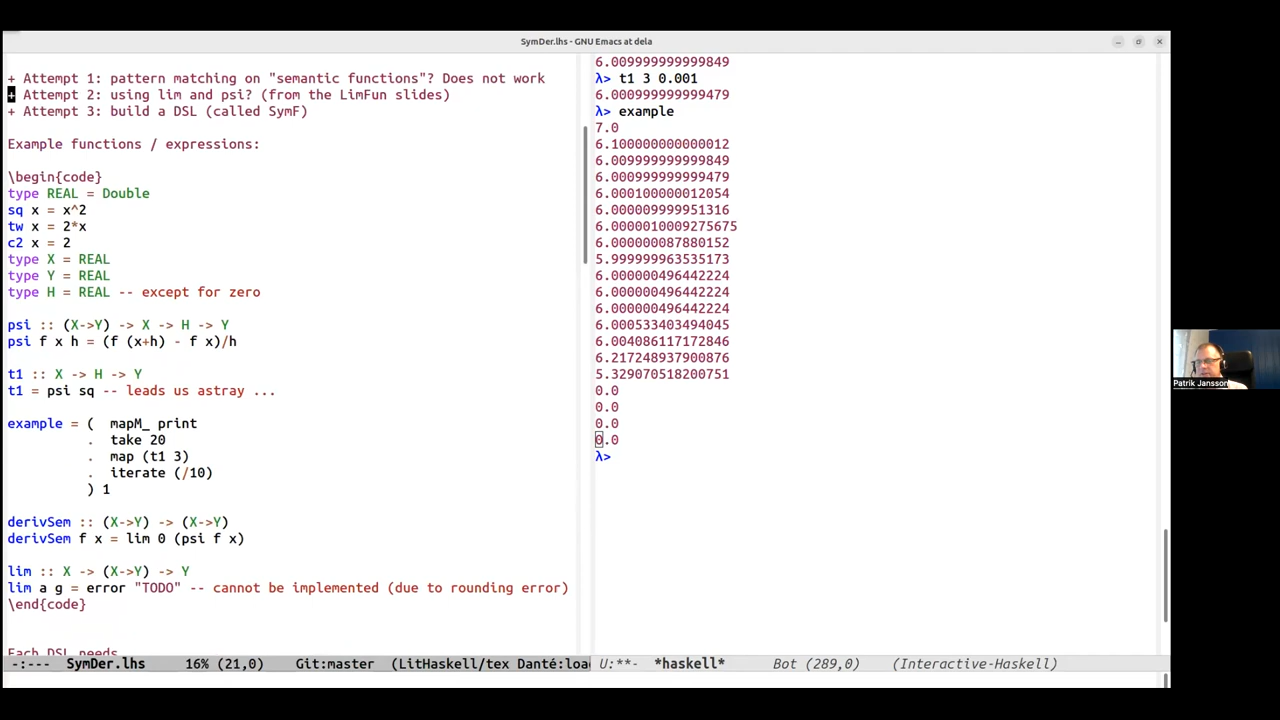 SymDer.lhs - GNU Emacs at dela
+ Attempt 1: pattern matching on "semantic functions"? Does not work
+ Attempt 2: using lim and psi? (from the LimFun slides)
+ Attempt 3: build a DSL (called SymF)
Example functions / expressions:
\begin{code}
type REAL = Double
sq x = x^2
tw x = 2*x
c2 x = 2
type X = REAL
type Y = REAL
type H = REAL -- except for zero
psi :: (X->Y) -> X -> H -> Y
psi f x h = (f (x+h) - f x)/h
t1 :: X -> H -> Y
t1 = psi sq -- leads us astray ...
example = ( mapM_ print
. take 20
. map (t1 3)
. iterate (/10)
) 1
derivSem :: (X->Y) -> (X->Y)
derivSem f x = lim 0 (psi f x)
lim :: X -> (X->Y) -> Y
lim a g = error "TODO" -- cannot be implemented (due to rounding error)
\end{code}
Each DSL needs
-:--- SymDer.lhs 16% (21,0) Git:master (LitHaskell/tex Danté:loa
6.009999999999849
λ> t1 3 0.001
6.000999999999479
λ> example
7.0
6.100000000000012
6.009999999999849
6.000999999999479
6.000100000012054
6.000009999951316
6.0000010009275675
6.000000087880152
5.999999963535173
6.000000496442224
6.000000496442224
6.000000496442224
6.000533403494045
6.004086117172846
6.217248937900876
5.329070518200751
0.0
0.0
0.0
0.0
λ>
U:**- *haskell* Bot (289,0) (Interactive-Haskell)
Patrik Jansson